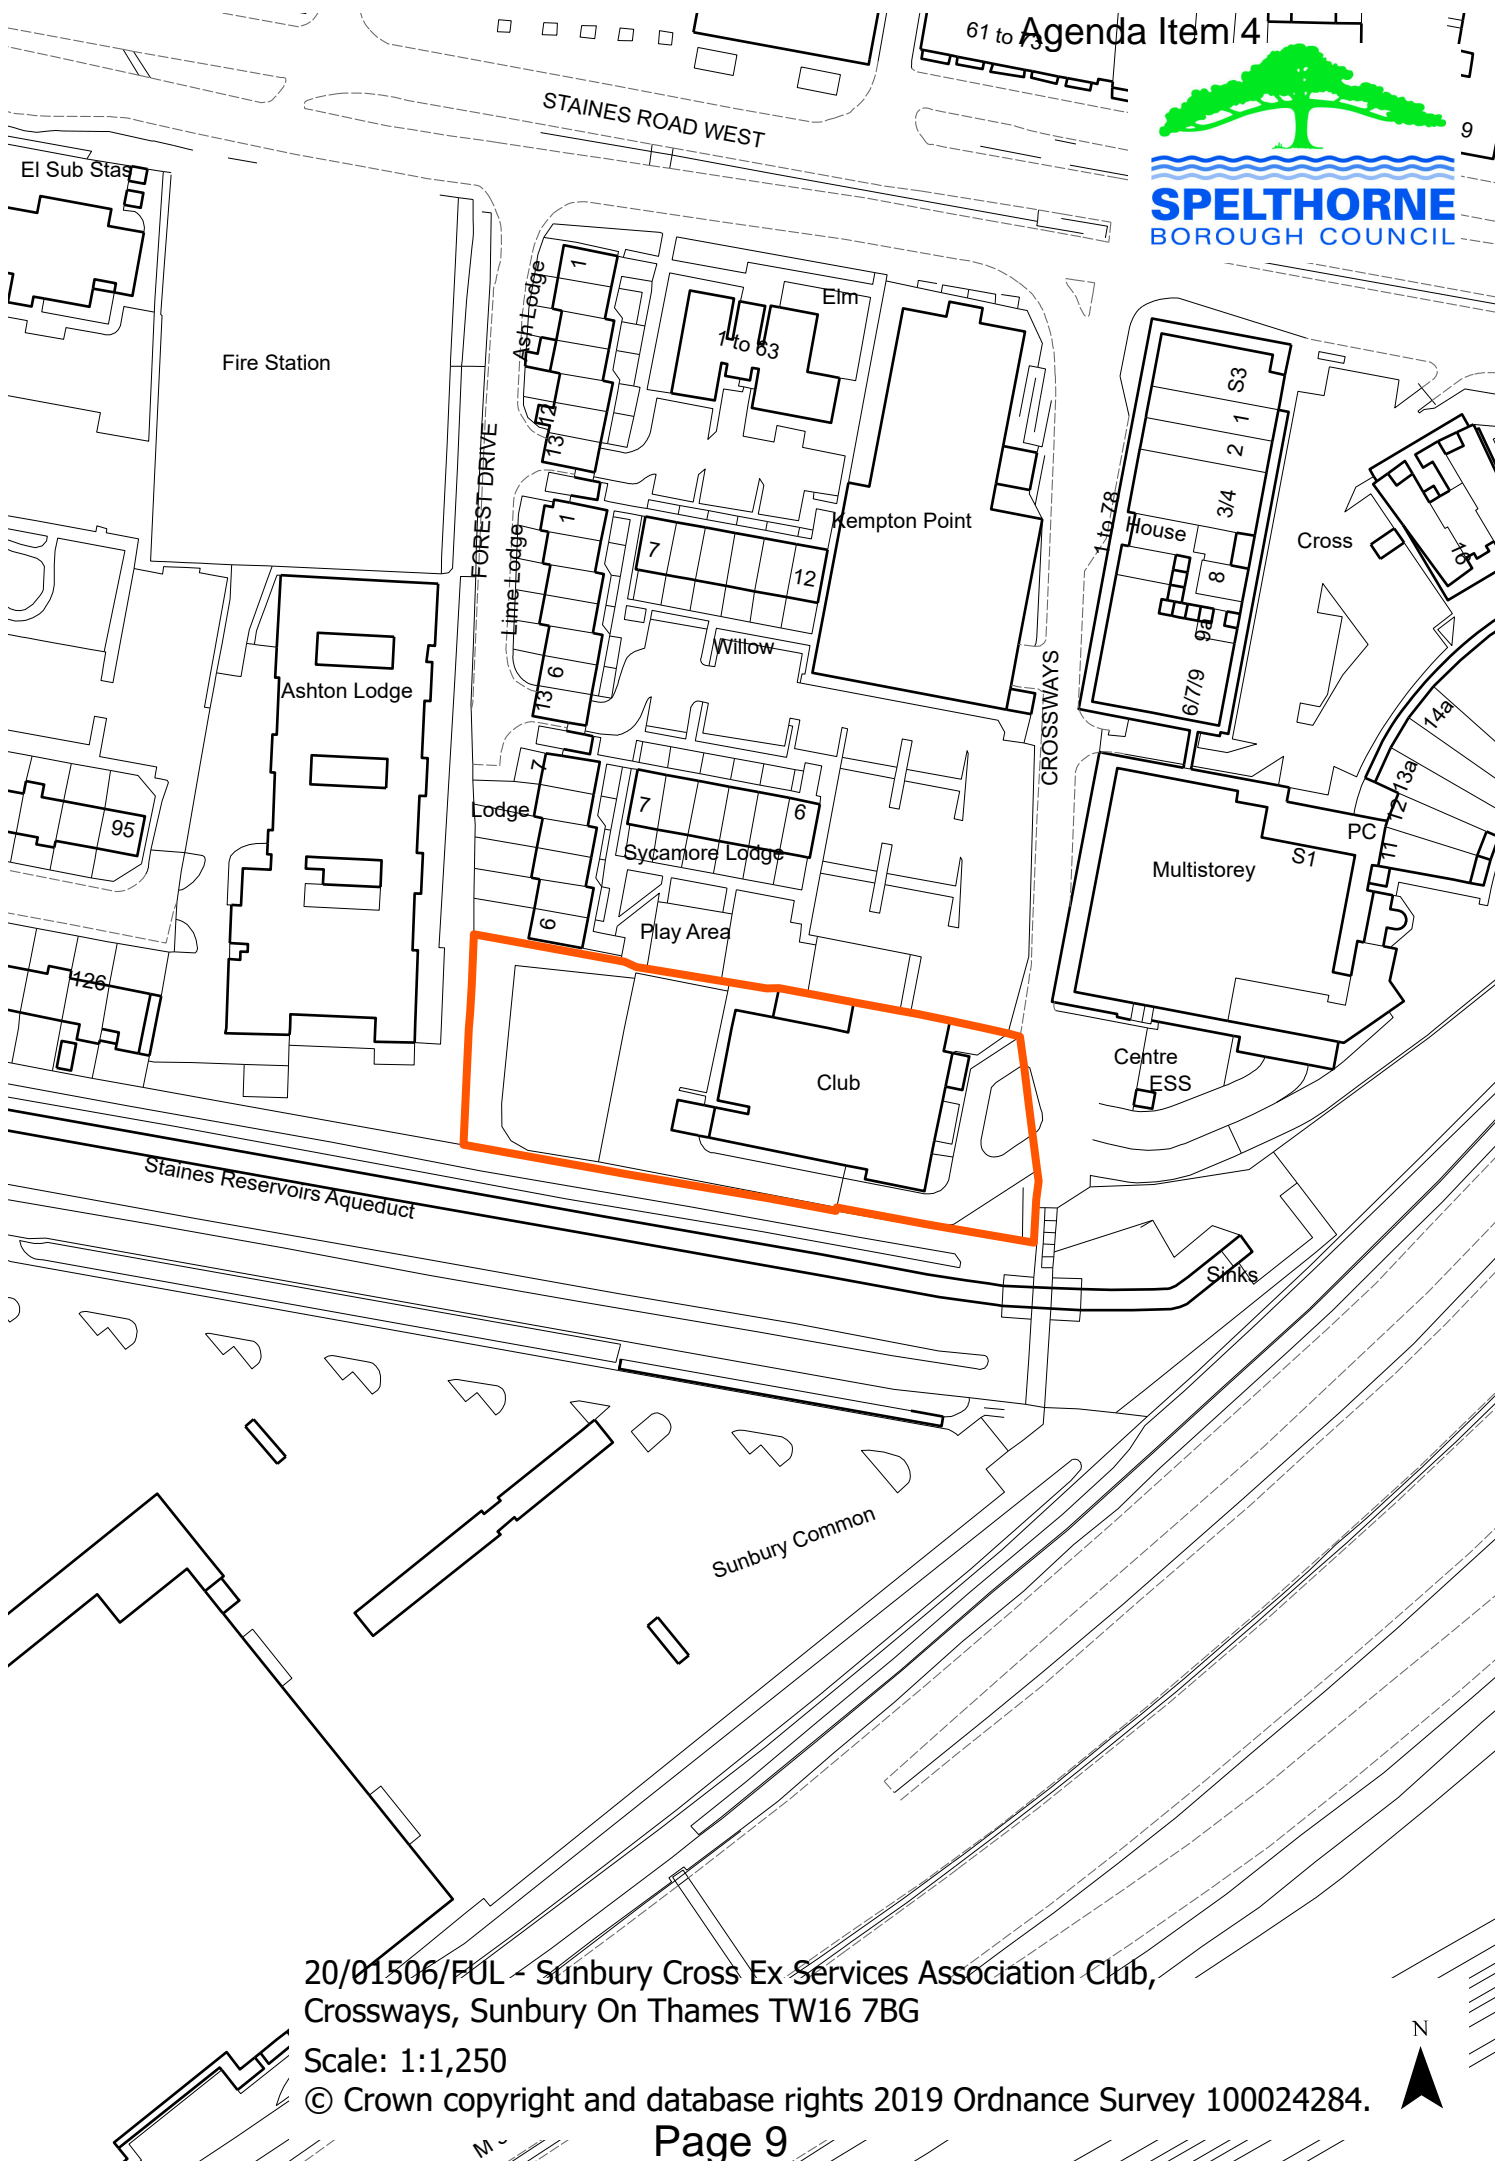 Agenda Item 4
61 to 73
STAINES ROAD WEST
9
SPELTHORNE
BOROUGH COUNCIL
El Sub Stas
Fire Station
Ash Lodge
1
12
13
Elm
1 to 63
FOREST DRIVE
Kempton Point
S3
1
2
3/4
1 to 78
House
8
9a
6/7/9
Cross
16
Lime Lodge
1
6
13
7
12
Willow
CROSSWAYS
Ashton Lodge
14a
13a
12
11
PC
S1
Multistorey
95
7
Lodge
6
7
6
Sycamore Lodge
Play Area
126
Club
Centre
ESS
Staines Reservoirs Aqueduct
Sinks
Sunbury Common
20/01506/FUL - Sunbury Cross Ex Services Association Club,
Crossways, Sunbury On Thames TW16 7BG
N
Scale: 1:1,250
© Crown copyright and database rights 2019 Ordnance Survey 100024284.
Page 9